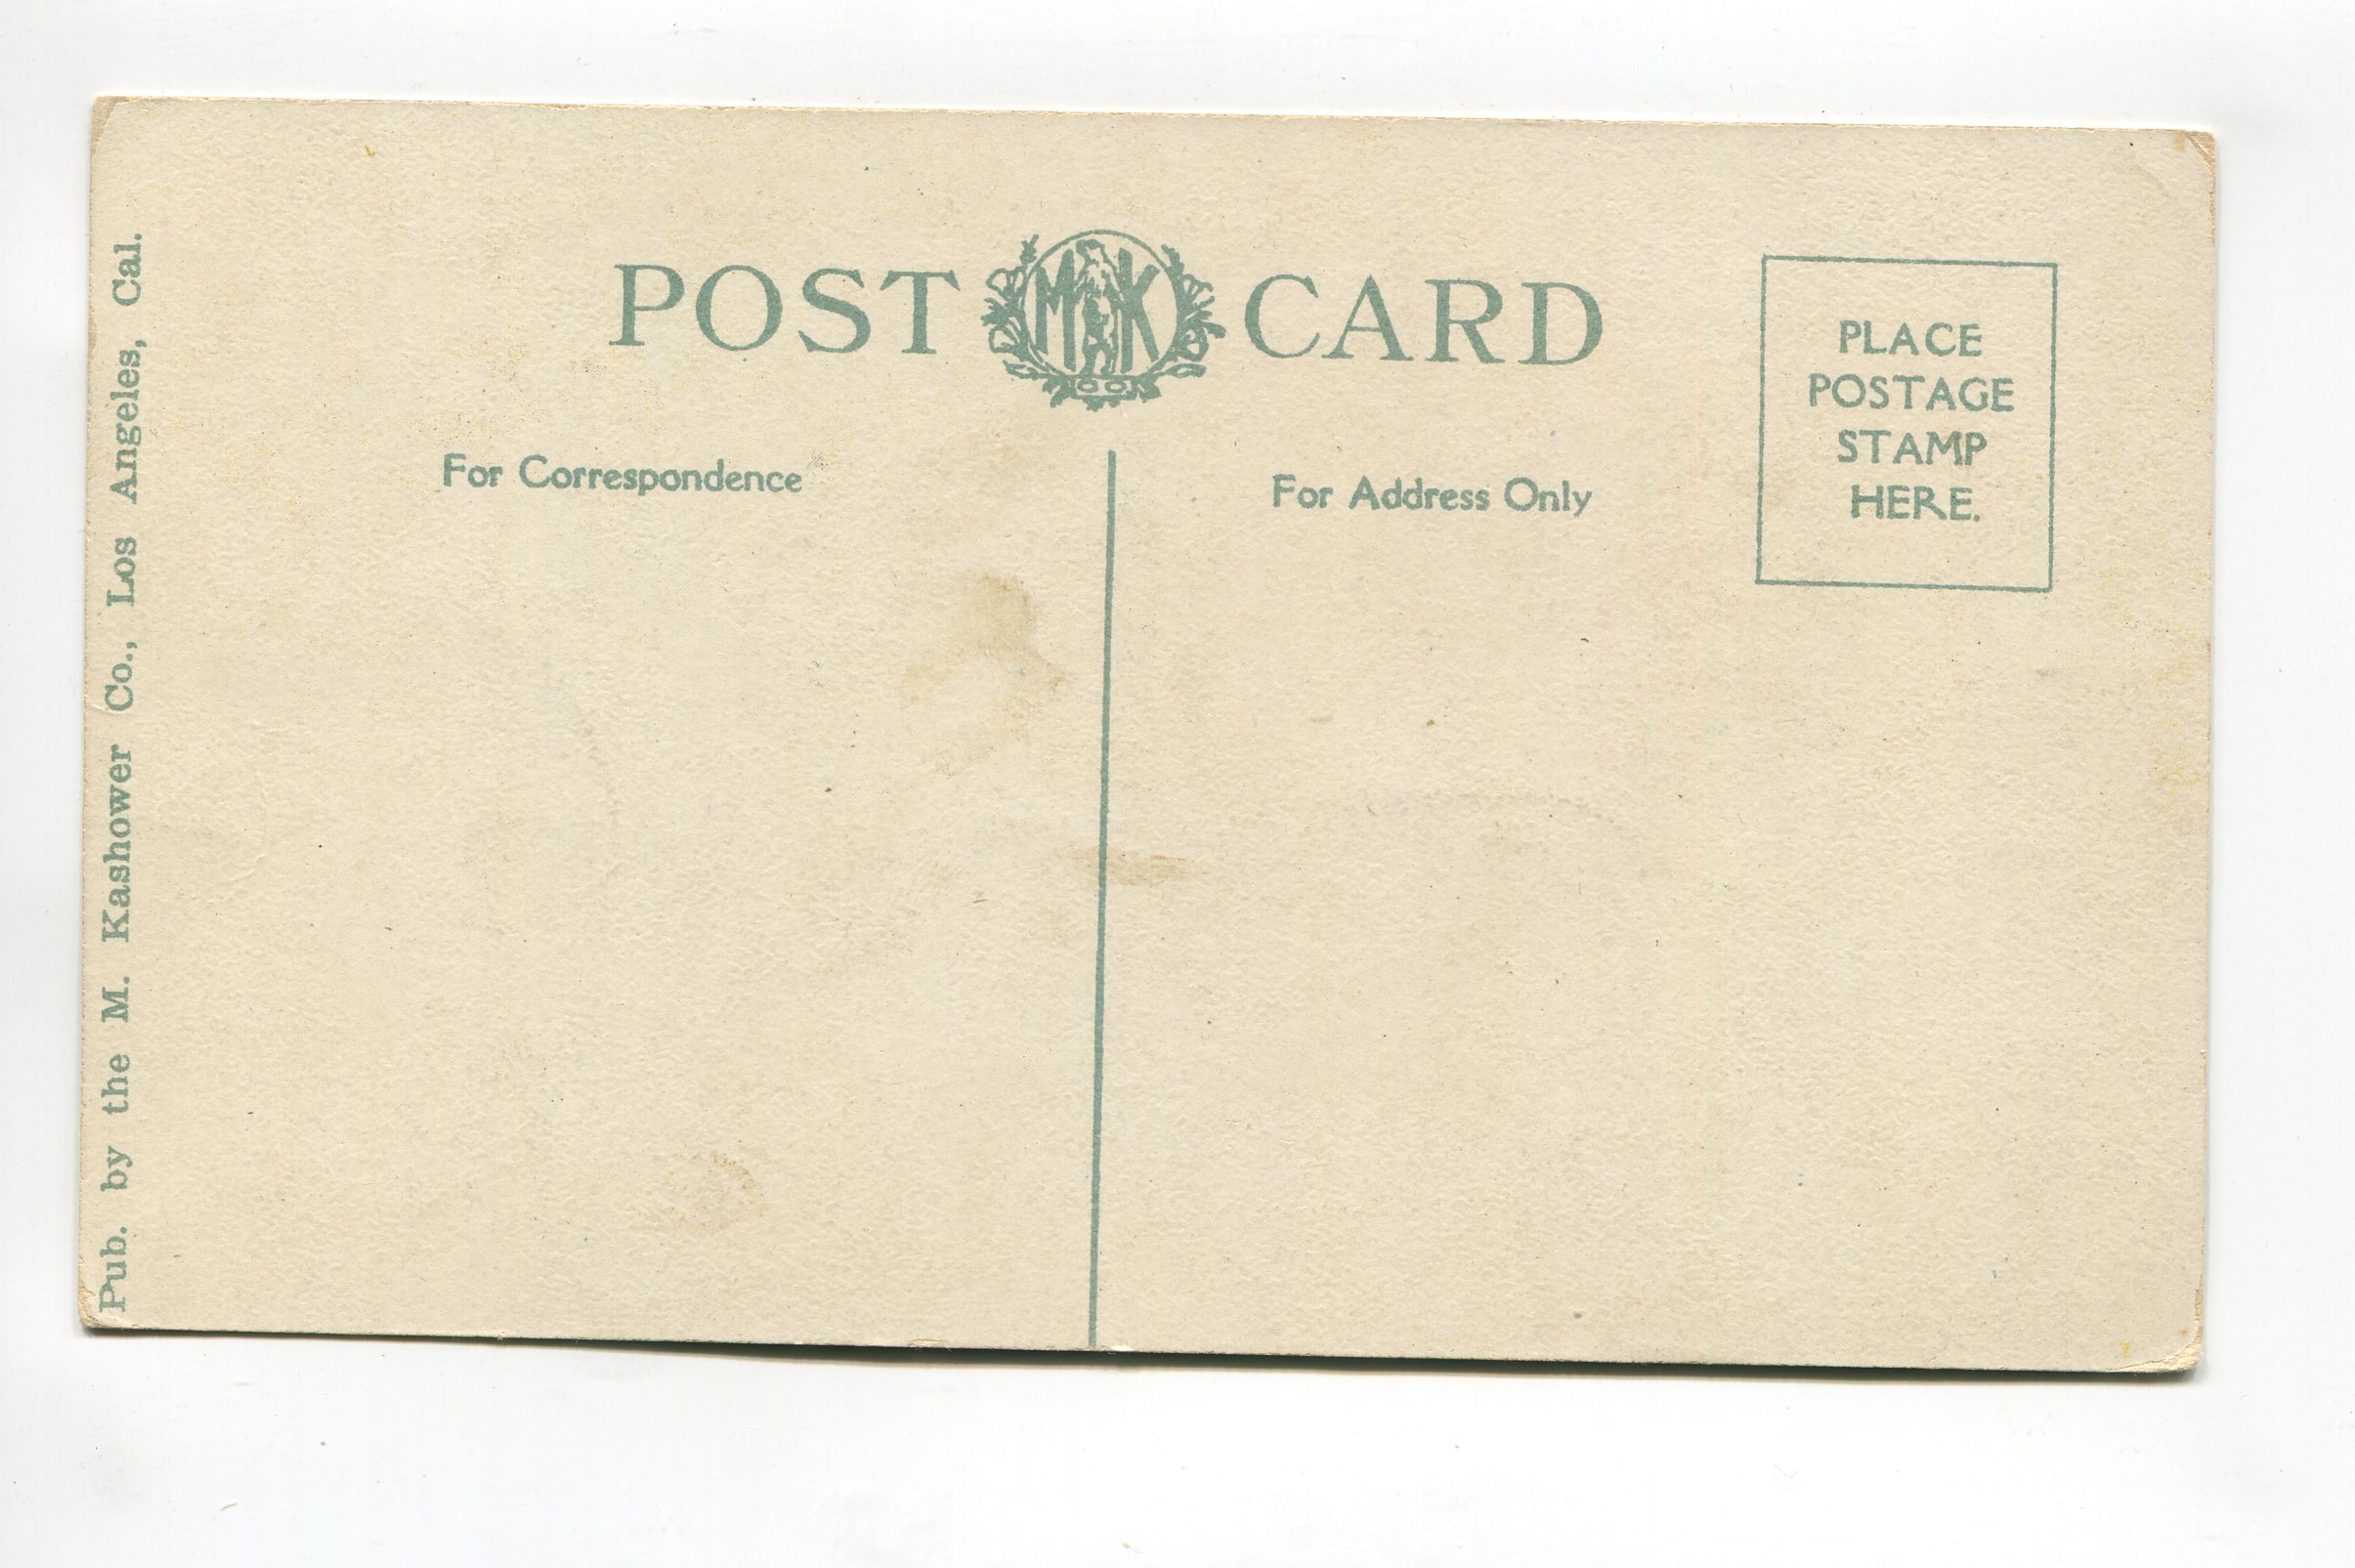 POST MK CARD
PLACE
POSTAGE
STAMP
HERE.
For Correspondence
For Address Only
Pub. by the M. Kashower Co., Los Angeles, Cal.